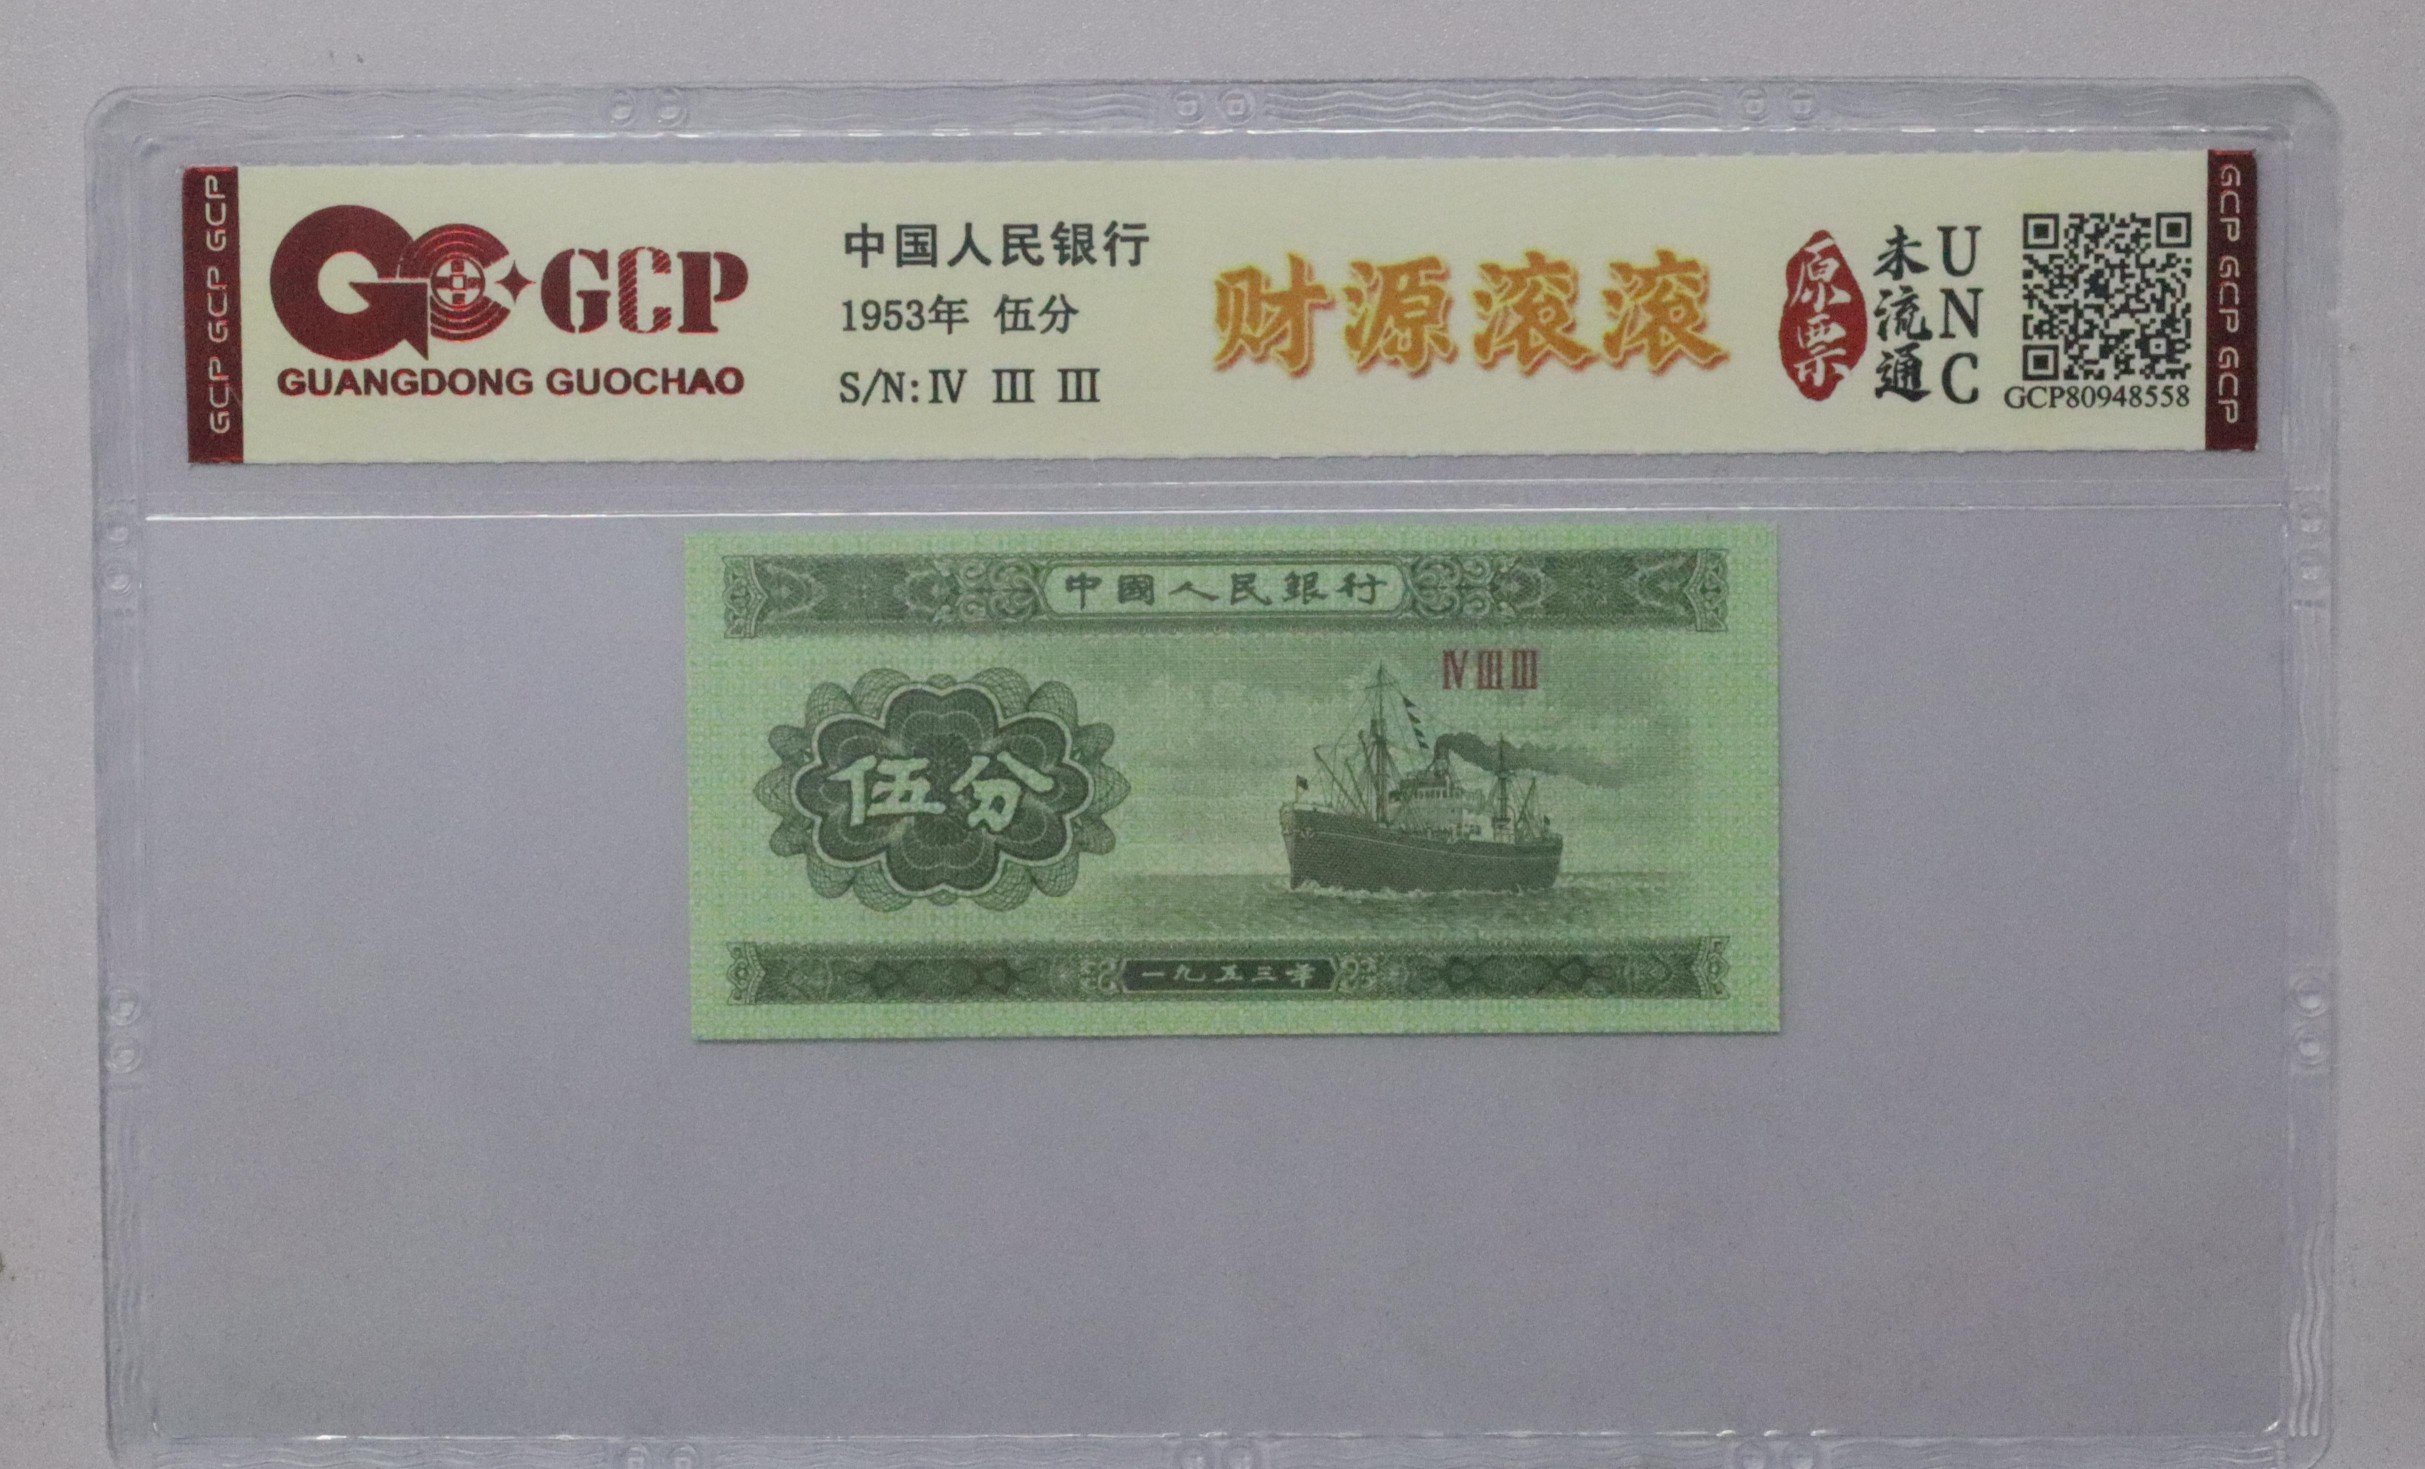 GCP GCP GCP
GCP
GUANGDONG GUOCHAO
中国人民银行
1953年 伍分
S/N: Ⅳ Ⅲ Ⅲ
财源滚滚
原票
未流通
UNC
GCP80948558
GCP GCP GCP
中國人民銀行
Ⅳ Ⅲ Ⅲ
伍分
一九五三年